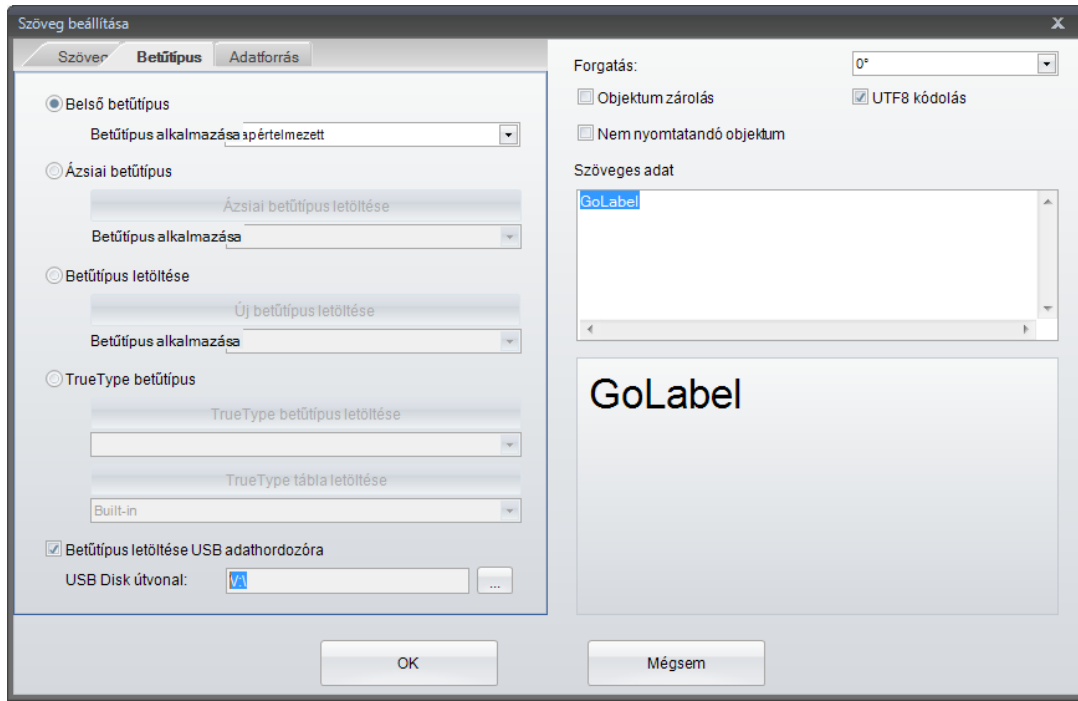 Szöveg beállítása
x
Szöveg Betűtípus Adatforrás
Belső betűtípus
Betűtípus alkalmazása apértelmezett
Ázsiai betűtípus
Ázsiai betűtípus letöltése
Betűtípus alkalmazása
Betűtípus letöltése
Új betűtípus letöltése
Betűtípus alkalmazása
TrueType betűtípus
TrueType betűtípus letöltése
TrueType tábla letöltése
Built-in
Betűtípus letöltése USB adathordozóra
USB Disk útvonal: V:\ ...
Forgatás: 0°
Objektum zárolás UTF8 kódolás
Nem nyomtatandó objektum
Szöveges adat
GoLabel
GoLabel
OK Mégsem